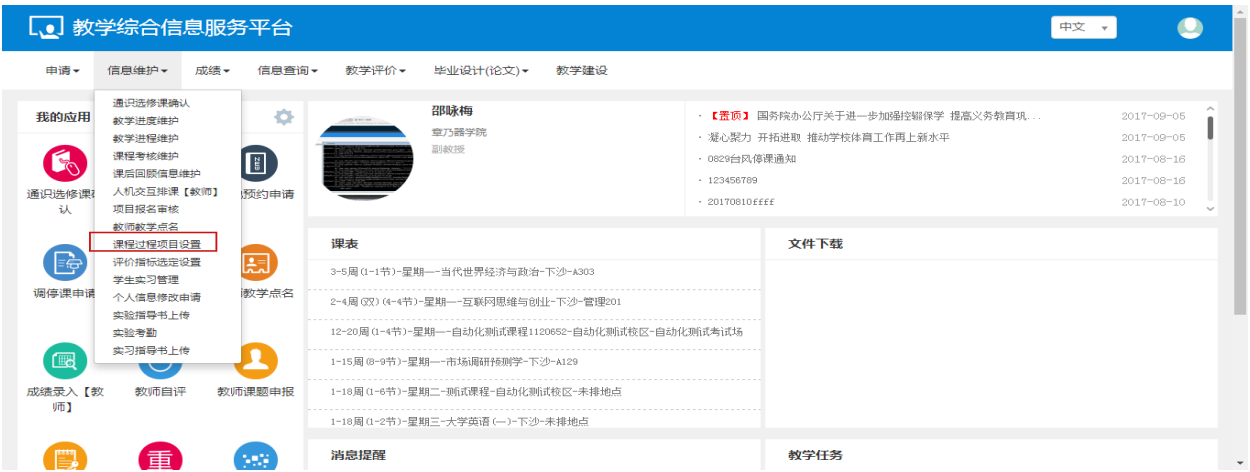 教学综合信息服务平台
中文
申请 信息维护 成绩 信息查询 教学评价 毕业设计(论文) 教学建设
我的应用
通识选修课确认
教学进度维护
教学进程维护
课程考核维护
课后回顾信息维护
人机交互排课【教师】
项目报名审核
教师教学点名
课程过程项目设置
评价指标选定设置
学生实习管理
个人信息修改申请
实验指导书上传
实验考勤
实习指导书上传
通识选修课
认
预约申请
调停课申请
教学点名
成绩录入【教
师】
教师自评
教师课题申报
重
邵咏梅
章乃器学院
副教授
· 【置顶】 国务院办公厅关于进一步加强控辍保学 提高义务教育巩... 2017-09-05
· 凝心聚力 开拓进取 推动学校体育工作再上新水平 2017-09-05
· 0829台风停课通知 2017-08-16
· 123456789 2017-08-16
· 20170810ffff 2017-08-10
课表
3-5周(1-1节)-星期一-当代世界经济与政治-下沙-A303
2-4周(双)(4-4节)-星期一-互联网思维与创业-下沙-管理201
12-20周(1-4节)-星期一-自动化测试课程1120652-自动化测试校区-自动化测试考试场
1-15周(8-9节)-星期一-市场调研预测学-下沙-A129
1-18周(1-6节)-星期二-测试课程-自动化测试校区-未排地点
1-18周(1-2节)-星期三-大学英语(一)-下沙-未排地点
文件下载
消息提醒
教学任务